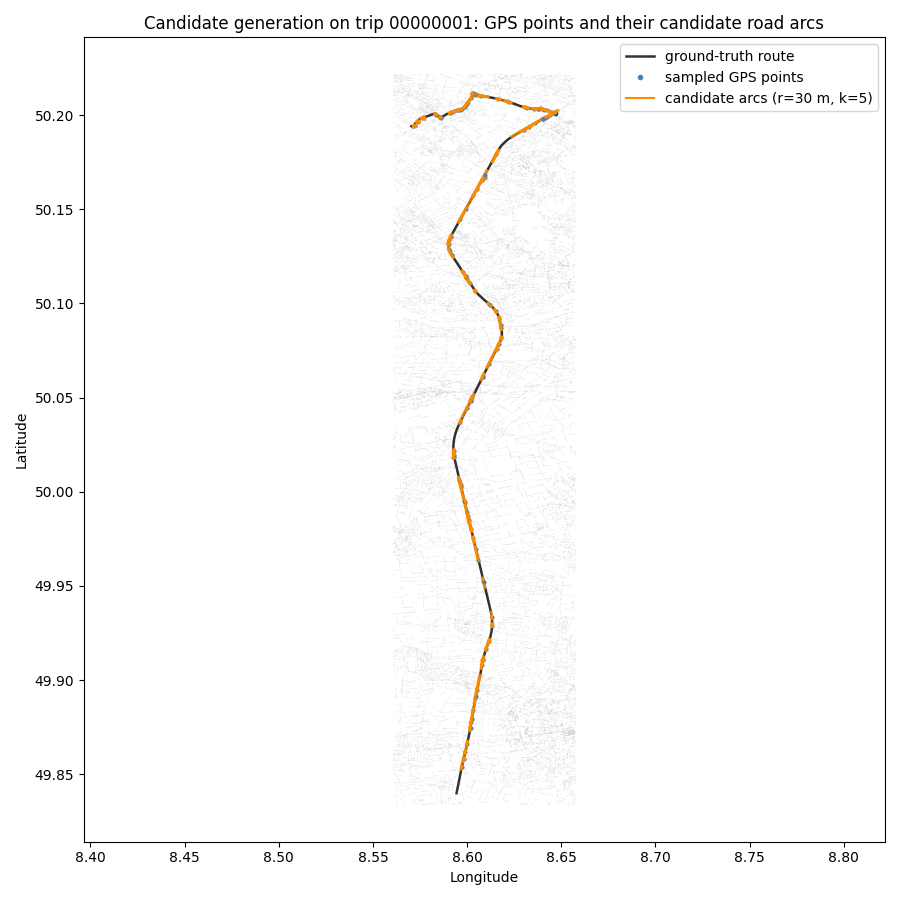 Candidate generation on trip 00000001: GPS points and their candidate road arcs
ground-truth route
sampled GPS points
candidate arcs (r=30 m, k=5)
50.20
50.15
50.10
50.05
50.00
49.95
49.90
49.85
Latitude
8.40 8.45 8.50 8.55 8.60 8.65 8.70 8.75 8.80
Longitude